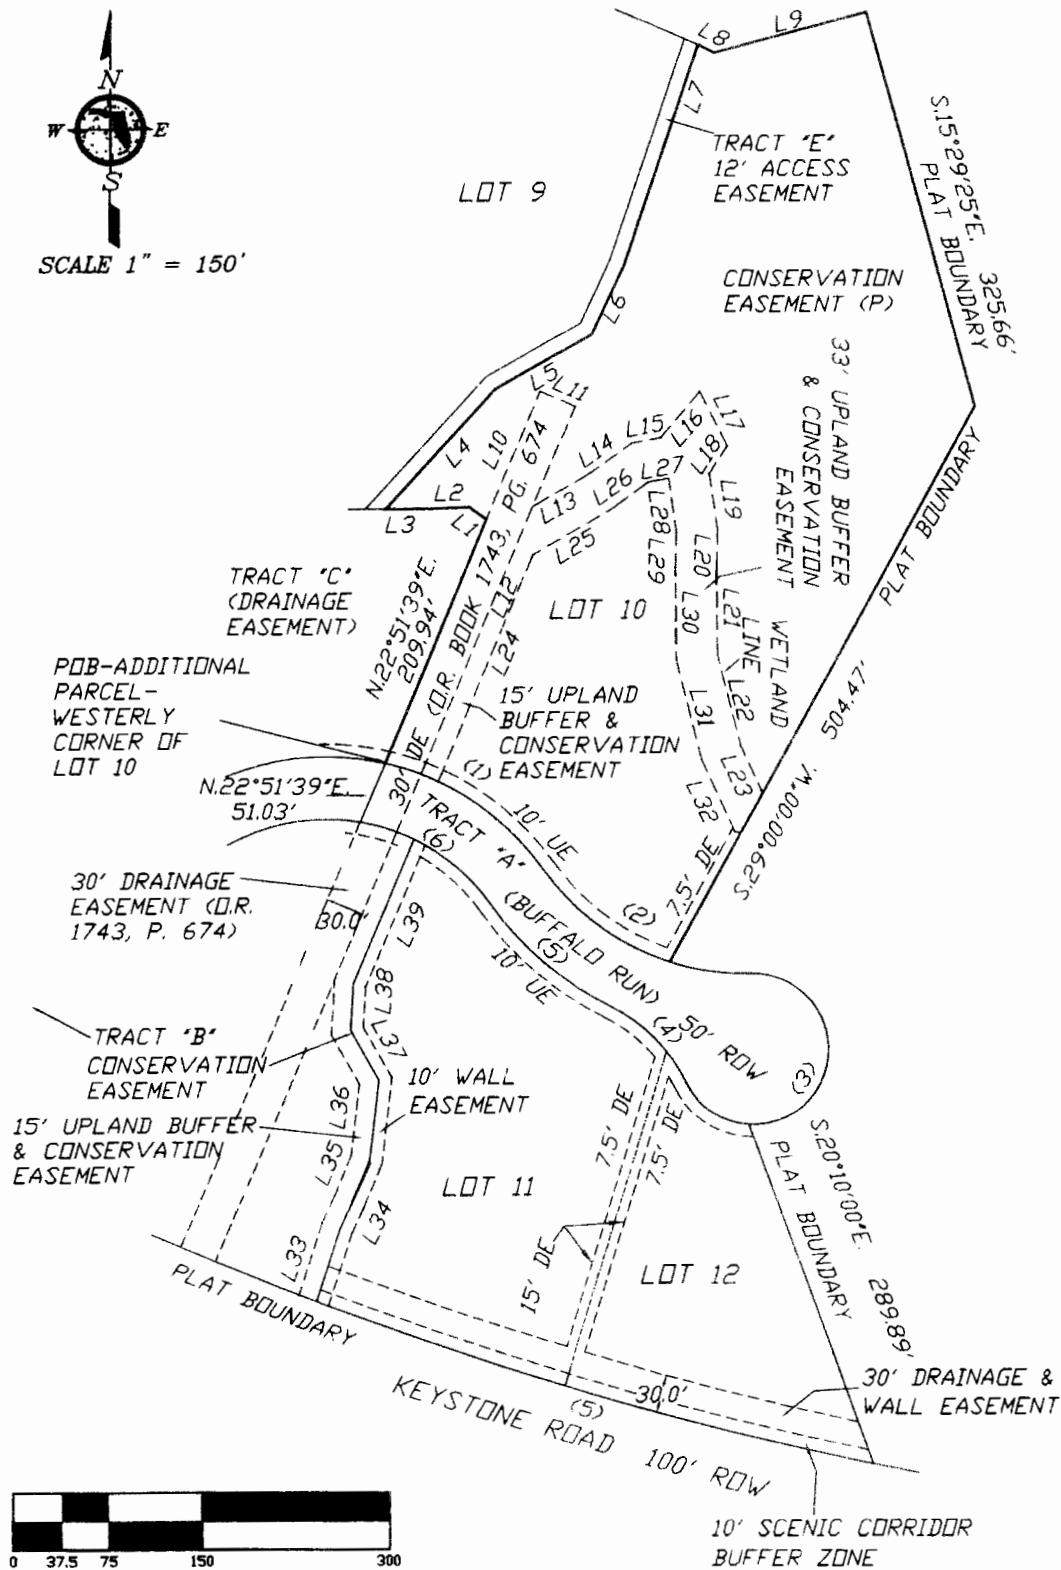 N
W
E
S
SCALE 1" = 150'
L8
L9
L7
TRACT "E"
12' ACCESS
EASEMENT
S.15°29'25"E. 325.66'
PLAT BOUNDARY
LOT 9
CONSERVATION
EASEMENT (P)
L6
33' UPLAND BUFFER
& CONSERVATION
EASEMENT
L5
L11
L4
L10
L17
L16
L15
L14
L18
L2
L13
L26
L27
L19
L3
L1
L28
L25
L29
L20
PLAT BOUNDARY
TRACT "C"
(DRAINAGE
EASEMENT)
N.22°51'39"E.
209.94'
30' DE (O.R. BOOK 1743, PG. 674
L12
L24
LOT 10
L30
L21
WETLAND
LINE
L22
L31
L23
L32
504.47'
S.29°00'00"W.
POB-ADDITIONAL
PARCEL-
WESTERLY
CORNER OF
LOT 10
15' UPLAND
BUFFER &
CONSERVATION
EASEMENT
(1)
N.22°51'39"E.
51.03'
10' UE
TRACT "A"
(BUFFALO RUN)
(6)
(2)
7.5' DE
30' DRAINAGE
EASEMENT (O.R.
1743, P. 674)
30.0'
L39
(5)
10' UE
L38
(4)
50' ROW
(3)
TRACT "B"
CONSERVATION
EASEMENT
L37
10' WALL
EASEMENT
15' UPLAND BUFFER
& CONSERVATION
EASEMENT
L36
L35
7.5' DE
7.5' DE
S.20°10'00"E. 289.89'
PLAT BOUNDARY
LOT 11
L34
L33
15' DE
LOT 12
PLAT BOUNDARY
30.0'
30' DRAINAGE &
WALL EASEMENT
(5)
KEYSTONE ROAD 100' ROW
10' SCENIC CORRIDOR
BUFFER ZONE
0 37.5 75 150 300